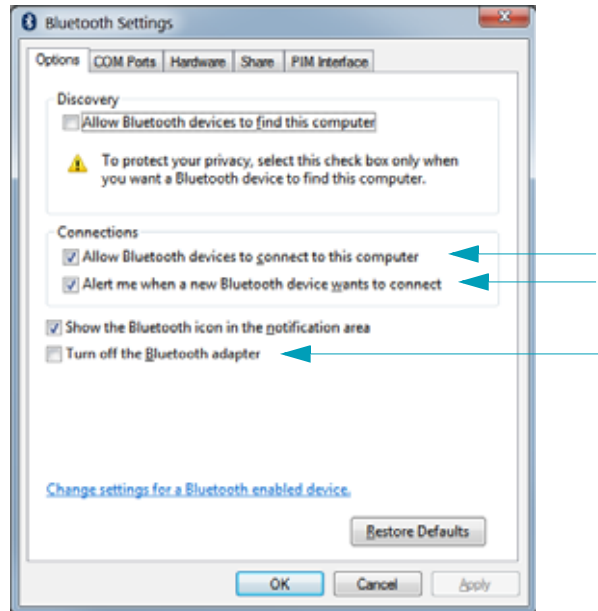 Bluetooth Settings
Options COM Ports Hardware Share PIM Interface
Discovery
Allow Bluetooth devices to find this computer
To protect your privacy, select this check box only when
you want a Bluetooth device to find this computer.
Connections
Allow Bluetooth devices to connect to this computer
Alert me when a new Bluetooth device wants to connect
Show the Bluetooth icon in the notification area
Turn off the Bluetooth adapter
Change settings for a Bluetooth enabled device.
Restore Defaults
OK Cancel Apply